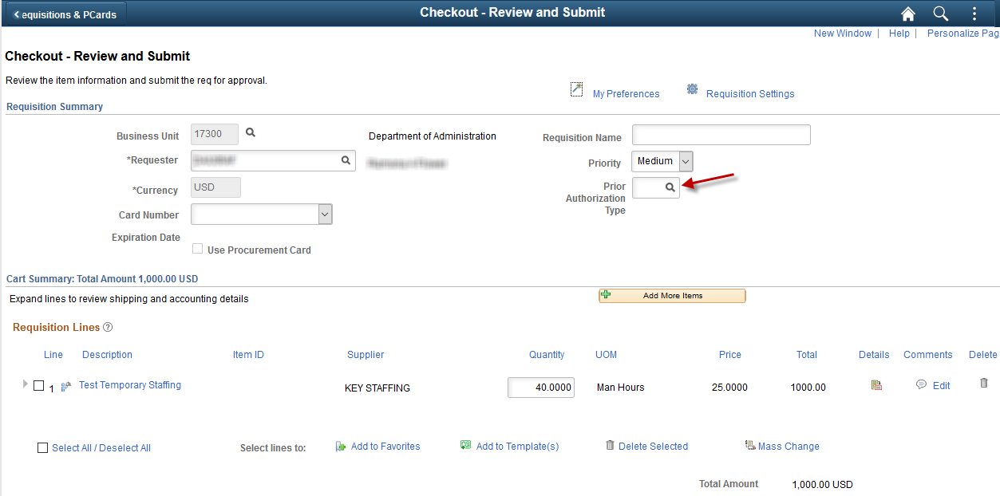 equisitions & PCards
Checkout - Review and Submit
New Window | Help | Personalize Pag
Checkout - Review and Submit
Review the item information and submit the req for approval.
My Preferences Requisition Settings
Requisition Summary
Business Unit 17300 Department of Administration Requisition Name
*Requester Priority Medium
*Currency USD Prior
Authorization
Type
Card Number
Expiration Date
Use Procurement Card
Cart Summary: Total Amount 1,000.00 USD
Expand lines to review shipping and accounting details Add More Items
Requisition Lines ?
Line Description Item ID Supplier Quantity UOM Price Total Details Comments Delete
1 Test Temporary Staffing KEY STAFFING 40.0000 Man Hours 25.0000 1000.00 Edit
Select All / Deselect All Select lines to: Add to Favorites Add to Template(s) Delete Selected Mass Change
Total Amount 1,000.00 USD